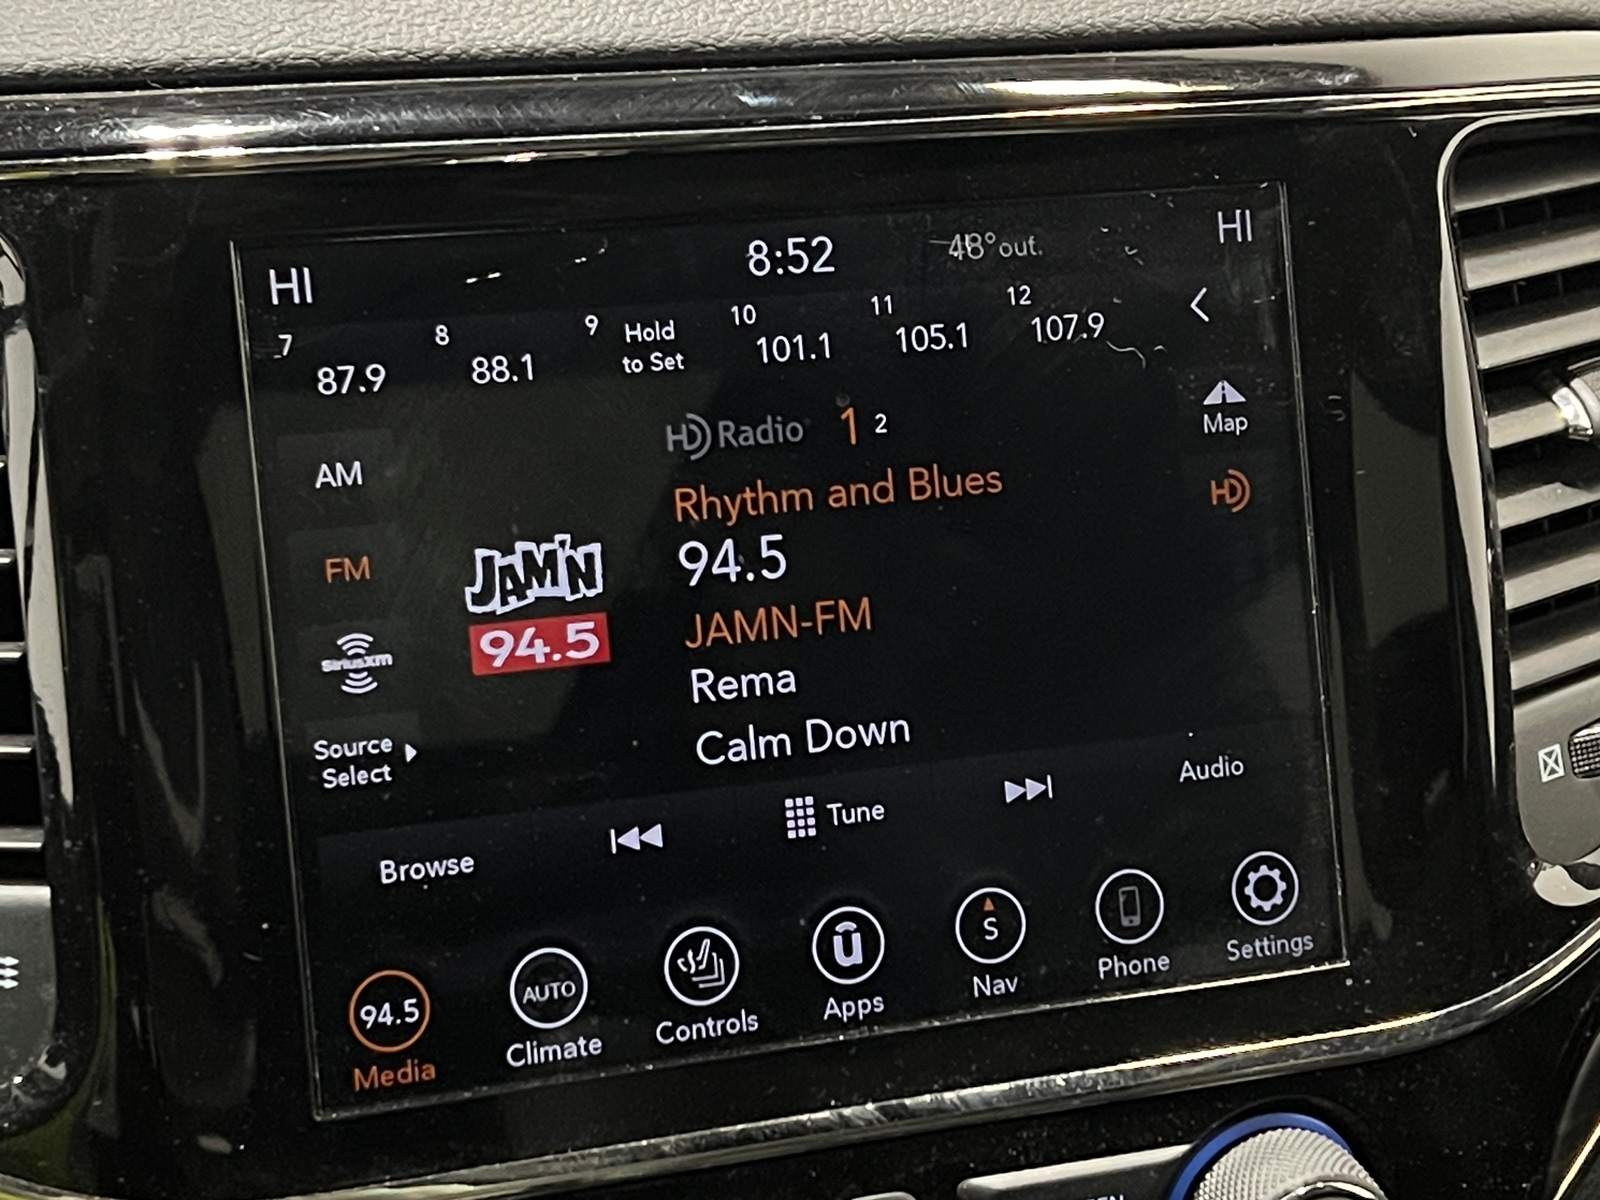 HI 8:52 48°out. HI
7 87.9 8 88.1 9 Hold to Set 10 101.1 11 105.1 12 107.9
HD Radio 1 2
Map
AM
Rhythm and Blues
HD
FM
JAM'N
94.5
94.5
JAMN-FM
SiriusXM
Rema
Source
Select
Calm Down
Browse
Tune
Audio
94.5
Media
AUTO
Climate
Controls
Apps
S
Nav
Phone
Settings